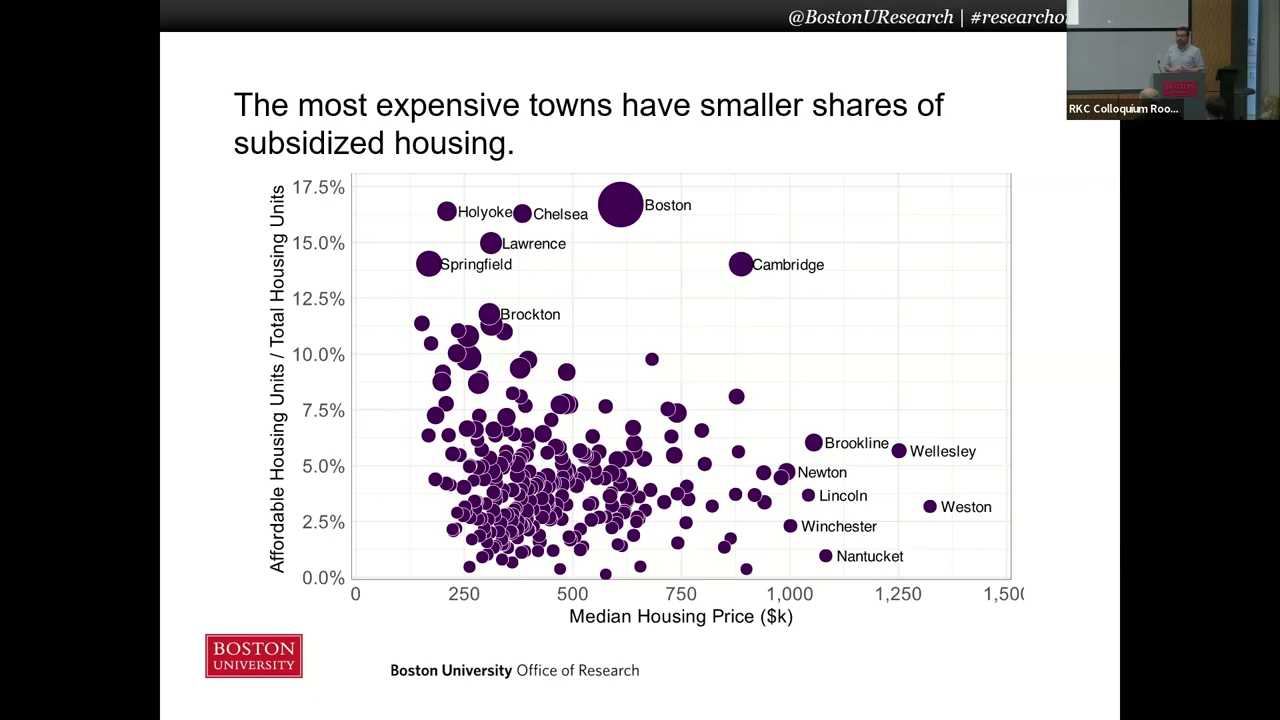 @BostonUResearch | #researcho
RKC Colloquium Roo...
The most expensive towns have smaller shares of
subsidized housing.
Affordable Housing Units / Total Housing Units
17.5%
15.0%
12.5%
10.0%
7.5%
5.0%
2.5%
0.0%
Boston
Holyoke
Chelsea
Lawrence
Springfield
Cambridge
Brockton
Brookline
Wellesley
Newton
Lincoln
Weston
Winchester
Nantucket
0
250
500
750
1,000
1,250
1,50
Median Housing Price ($k)
BOSTON
UNIVERSITY
Boston University Office of Research